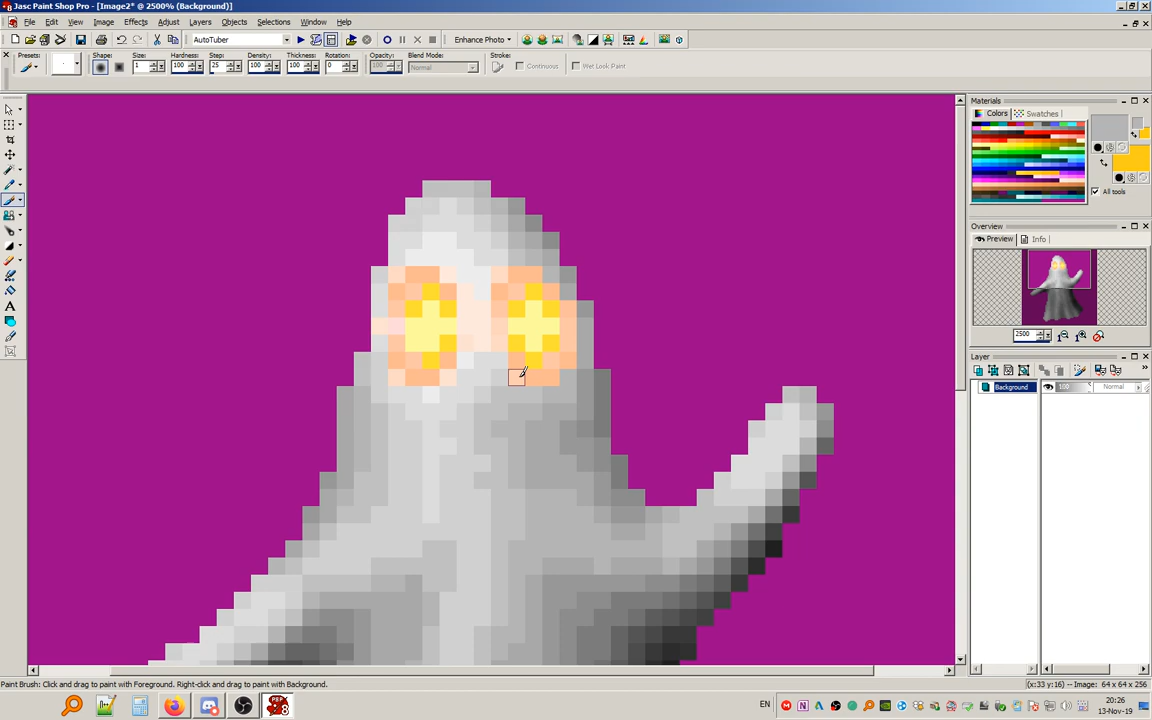 Jasc Paint Shop Pro - [Image2* @ 2500% (Background)]
File Edit View Image Effects Adjust Layers Objects Selections Window Help
AutoTuber Enhance Photo
Presets: Shape: Size: Hardness: Step: Density: Thickness: Rotation: Opacity: Blend Mode: Stroke:
1 100 25 100 100 0 100 Normal Continuous Wet Look Paint
Materials
Colors Swatches
All tools
Overview
Preview Info
2500
Layer
Background 100 Normal
Paint Brush: Click and drag to paint with Foreground. Right-click and drag to paint with Background.
(x:33 y:16) -- Image: 64 x 64 x 256
EN
20:26
13-Nov-19